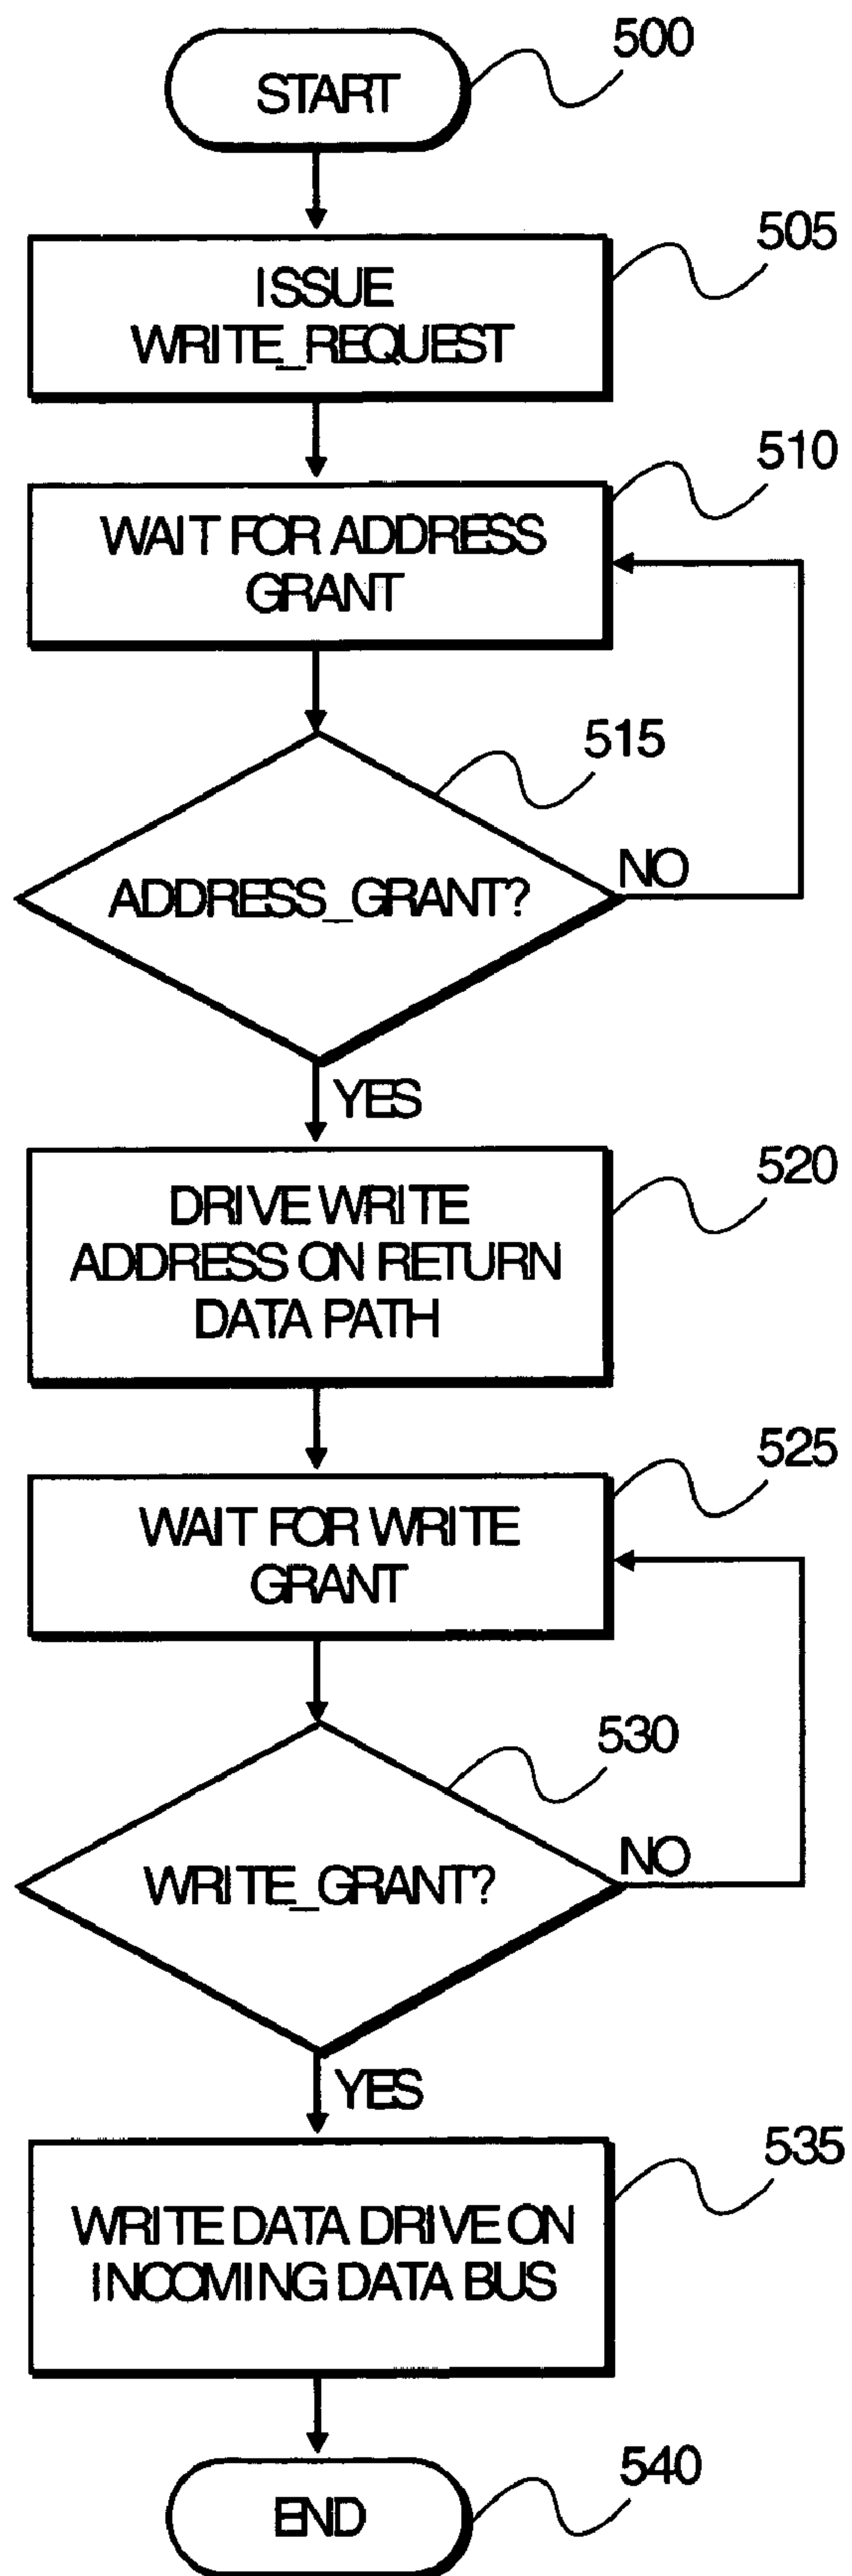 500
START
505
ISSUE
WRITE_REQUEST
510
WAIT FOR ADDRESS
GRANT
515
ADDRESS_GRANT?
NO
YES
520
DRIVE WRITE
ADDRESS ON RETURN
DATA PATH
525
WAIT FOR WRITE
GRANT
530
WRITE_GRANT?
NO
YES
535
WRITE DATA DRIVE ON
INCOMING DATA BUS
540
END